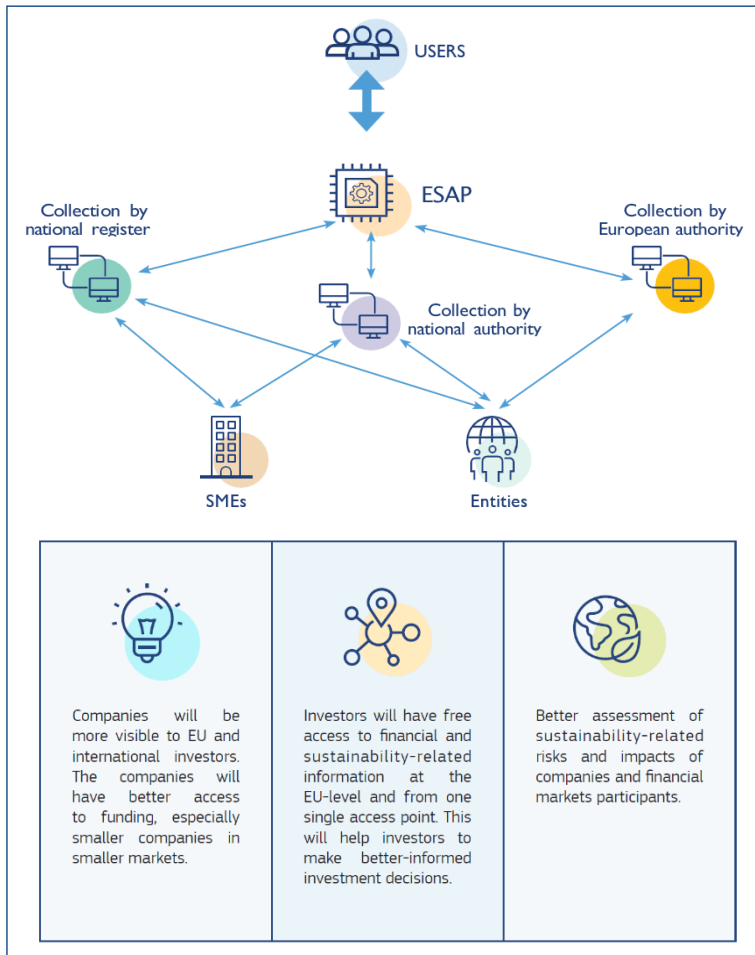 USERS
ESAP
Collection by
national register
Collection by
European authority
Collection by
national authority
SMEs
Entities
Companies will be
more visible to EU and
international investors.
The companies will
have better access
to funding, especially
smaller companies in
smaller markets.
Investors will have free
access to financial and
sustainability-related
information at the
EU-level and from one
single access point. This
will help investors to
make better-informed
investment decisions.
Better assessment of
sustainability-related
risks and impacts of
companies and financial
markets participants.